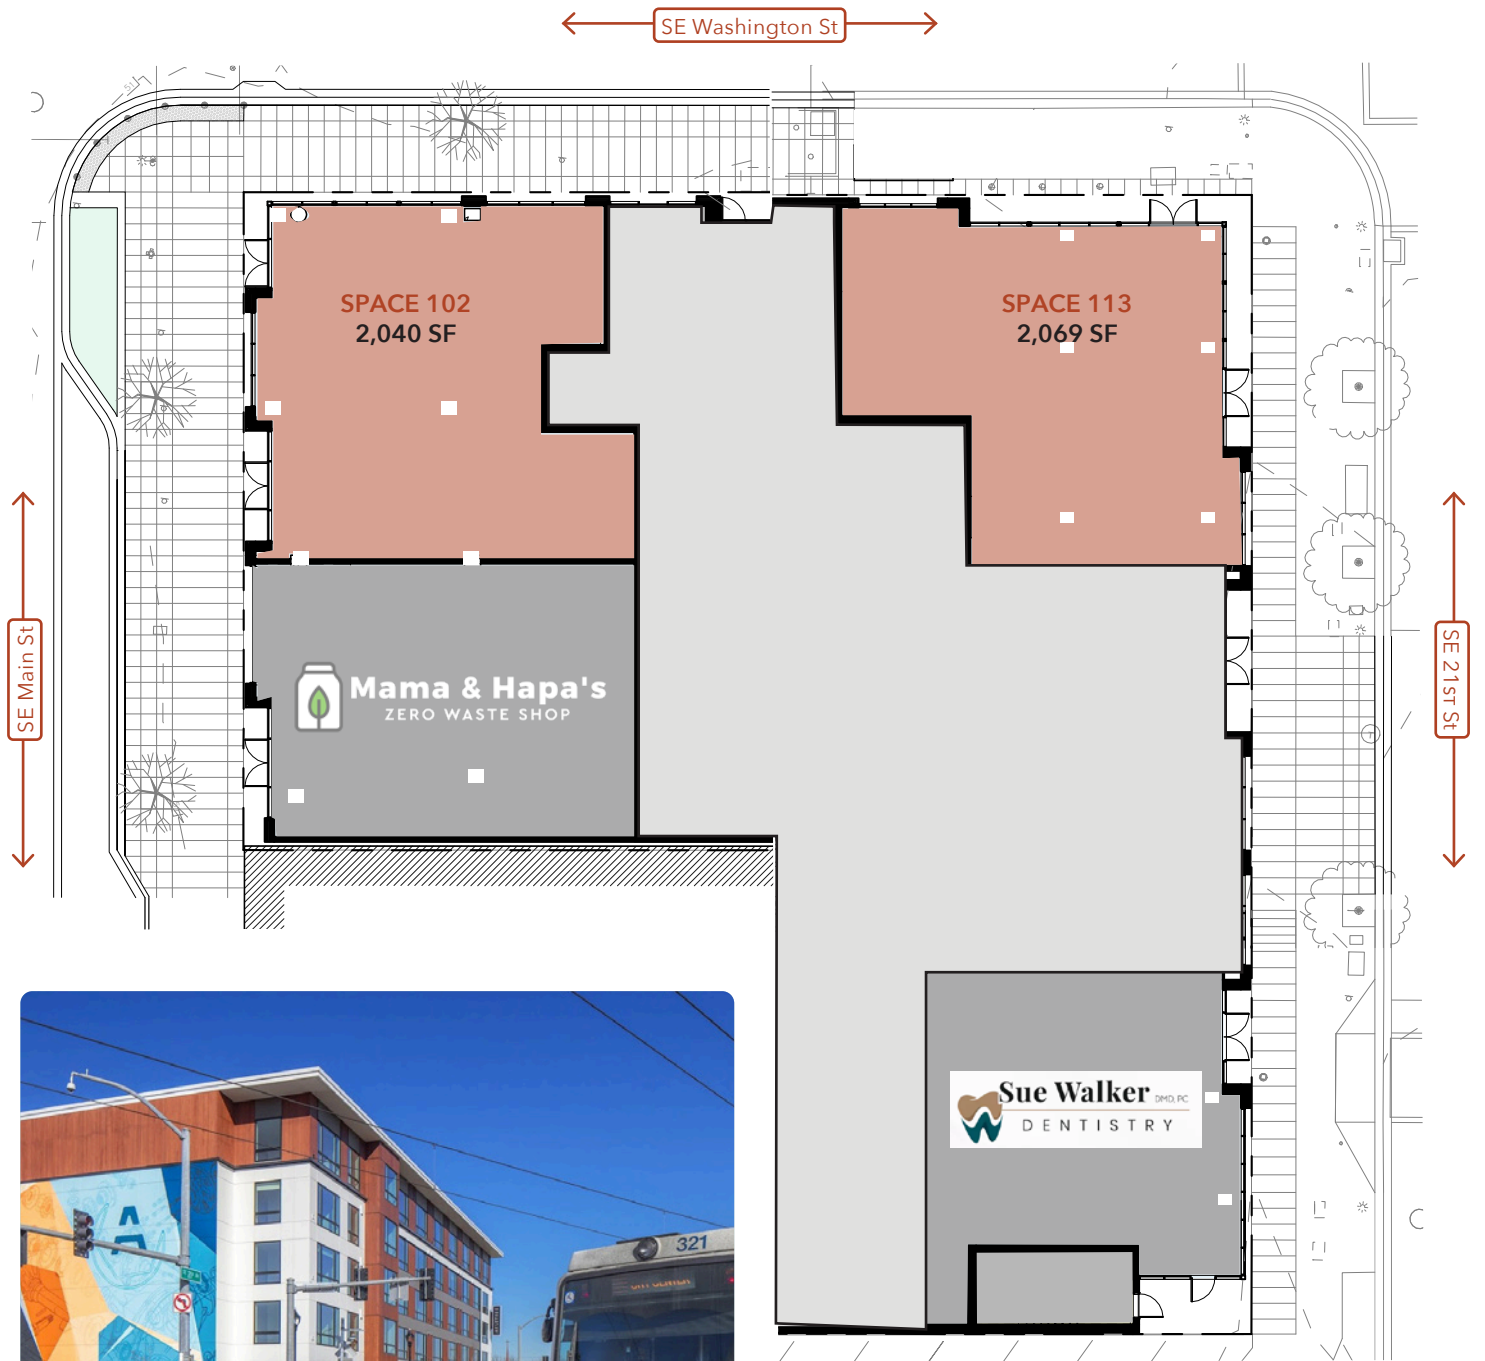 SE Washington St
SPACE 102
2,040 SF
SPACE 113
2,069 SF
SE Main St
SE 21ST St
Mama & Hapa's
ZERO WASTE SHOP
Sue Walker DMD, PC
DENTISTRY
A
321